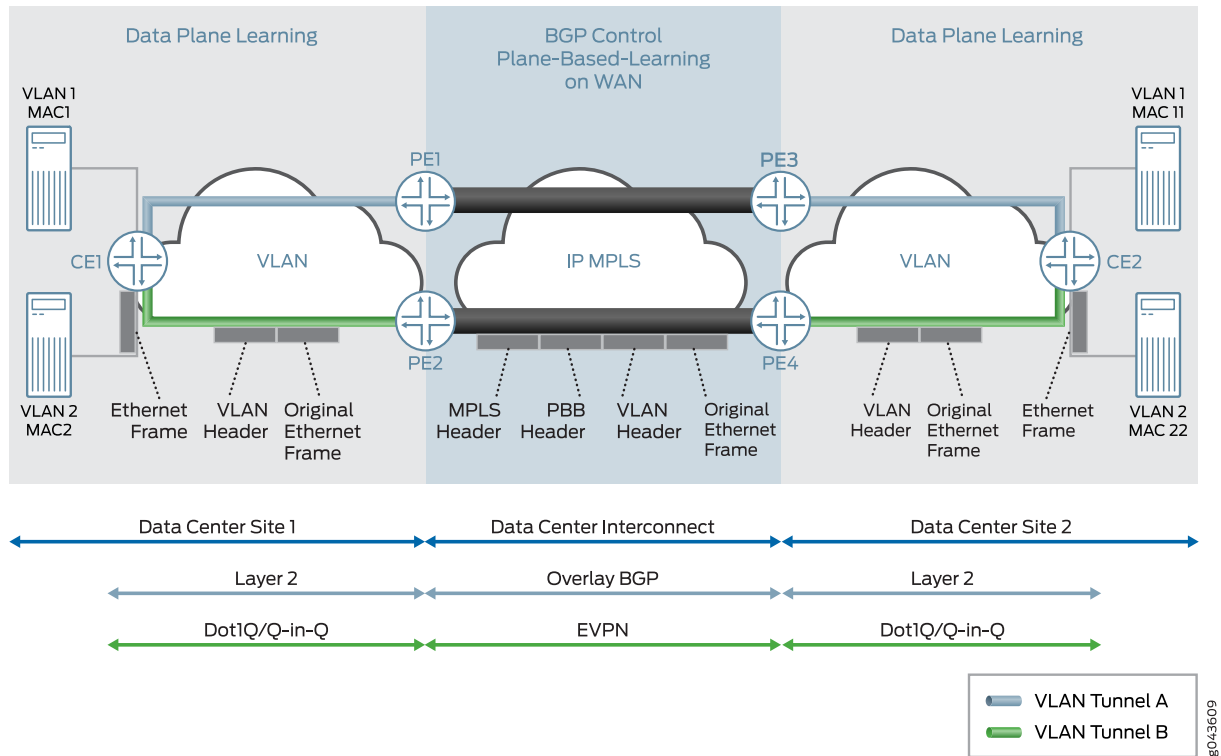 Data Plane Learning
BGP Control
Plane-Based-Learning
on WAN
Data Plane Learning
VLAN 1
MAC1
VLAN 1
MAC 11
PE1
PE3
CE1
VLAN
IP MPLS
VLAN
CE2
PE2
PE4
VLAN 2
MAC2
Ethernet
Frame
VLAN
Header
Original
Ethernet
Frame
MPLS
Header
PBB
Header
VLAN
Header
Original
Ethernet
Frame
VLAN
Header
Original
Ethernet
Frame
Ethernet
Frame
VLAN 2
MAC 22
Data Center Site 1
Data Center Interconnect
Data Center Site 2
Layer 2
Overlay BGP
Layer 2
Dot1Q/Q-in-Q
EVPN
Dot1Q/Q-in-Q
VLAN Tunnel A
VLAN Tunnel B
g043609